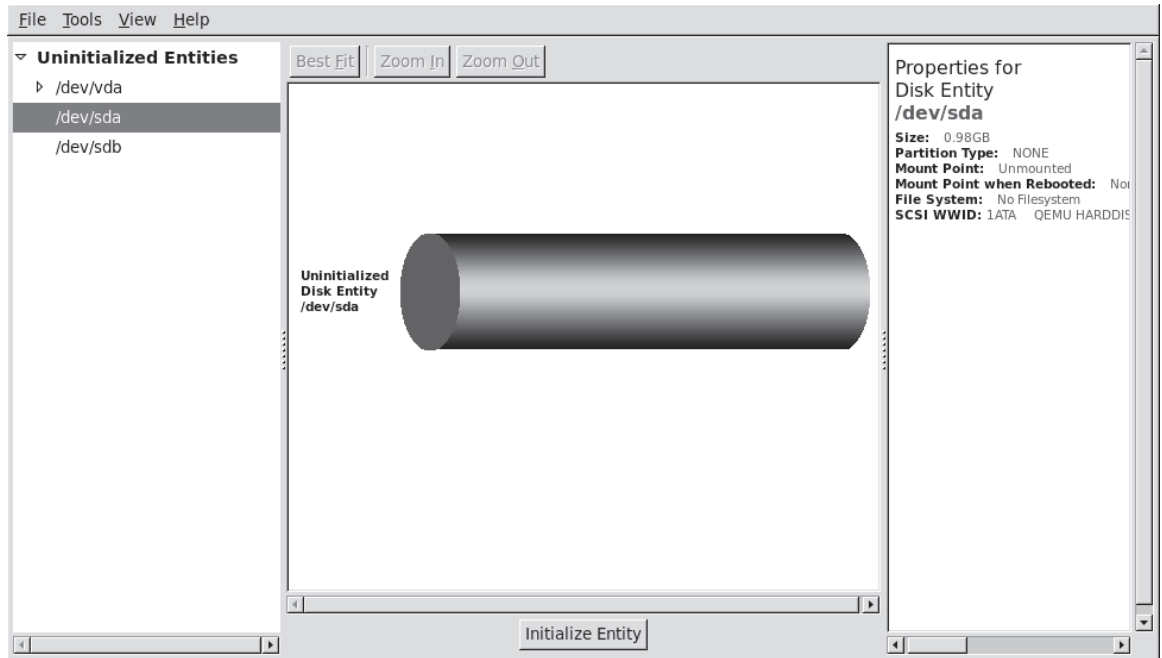 File Tools View Help
Uninitialized Entities
/dev/vda
/dev/sda
/dev/sdb
Best Fit Zoom In Zoom Out
Uninitialized
Disk Entity
/dev/sda
Initialize Entity
Properties for
Disk Entity
/dev/sda
Size: 0.98GB
Partition Type: NONE
Mount Point: Unmounted
Mount Point when Rebooted:
File System: No Filesystem
SCSI WWID: 1ATA QEMU HARDDIS